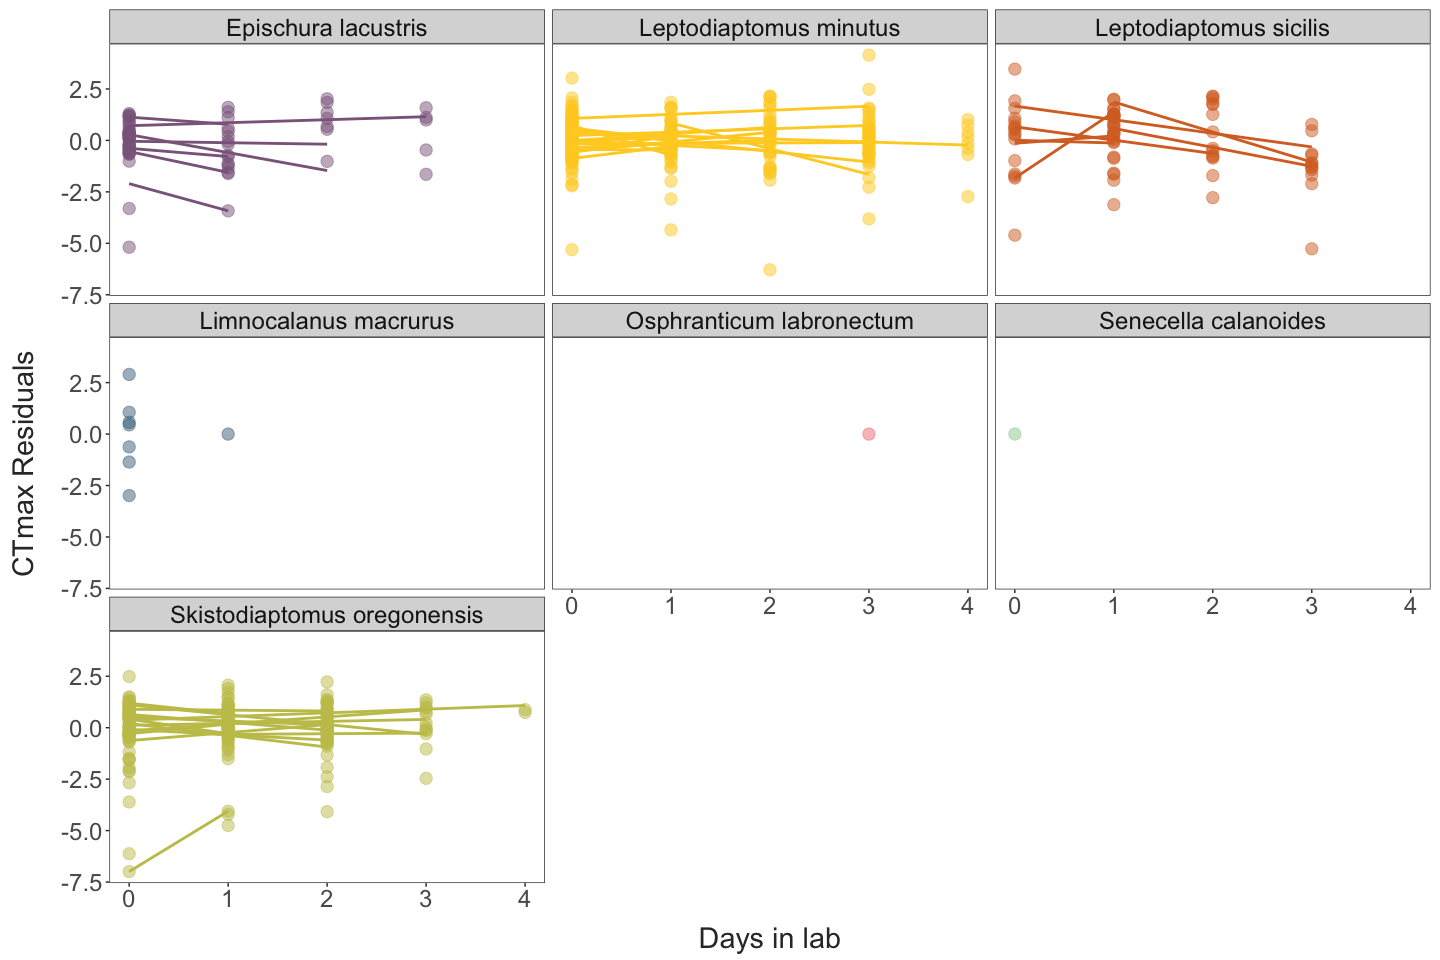 Epischura lacustris
Leptodiaptomus minutus
Leptodiaptomus sicilis
2.5
0.0
-2.5
-5.0
-7.5
Limnocalanus macrurus
Osphranticum labronectum
Senecella calanoides
2.5
0.0
-2.5
-5.0
-7.5
0 1 2 3 4
0 1 2 3 4
Skistodiaptomus oregonensis
2.5
0.0
-2.5
-5.0
-7.5
0 1 2 3 4
CTmax Residuals
Days in lab